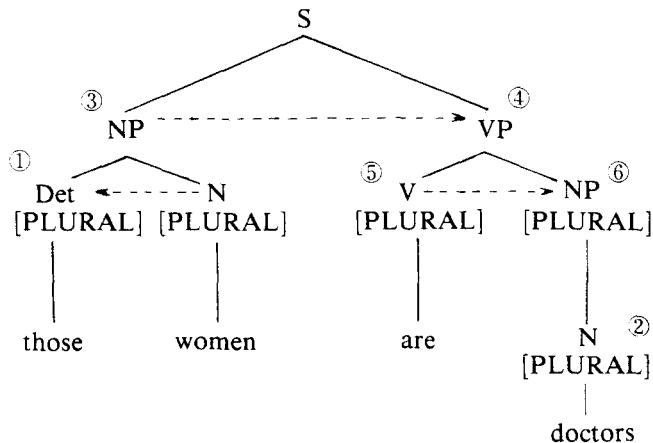 S
③ ④
NP VP
① ⑤ ⑥
Det N V NP
[PLURAL] [PLURAL] [PLURAL] [PLURAL]
those women are N ②
[PLURAL]
doctors